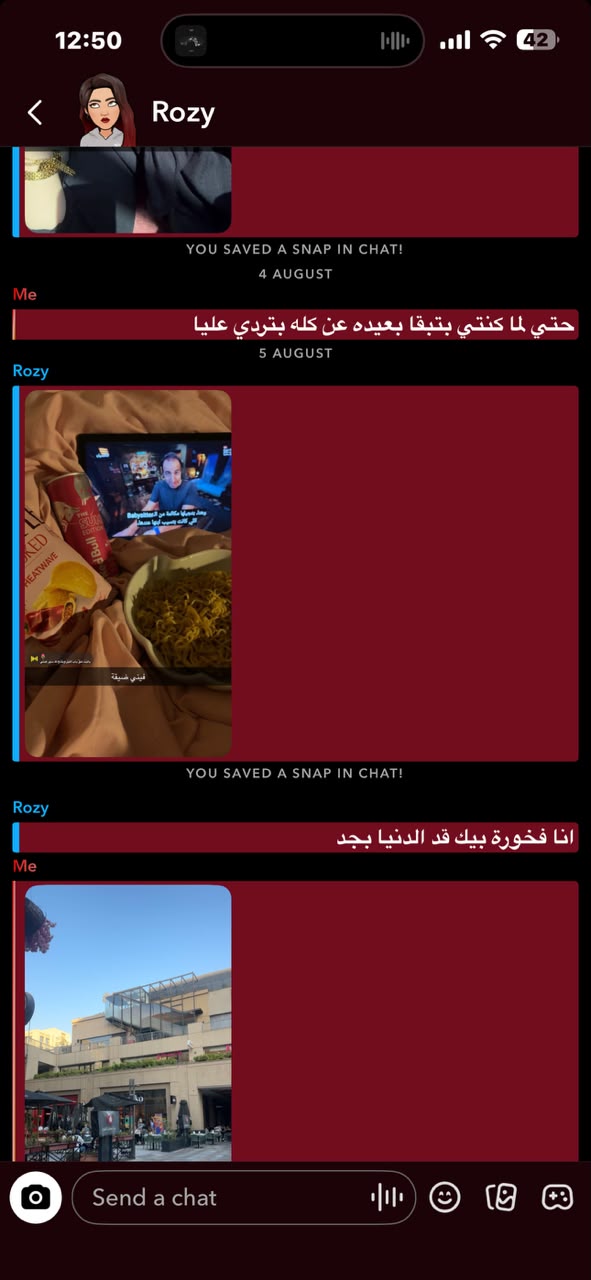 12:50
42
Rozy
YOU SAVED A SNAP IN CHAT!
4 AUGUST
Me
حتي لما كنتي بتبقا بعيده عن كله بتردي عليا
5 AUGUST
Rozy
Babysitter
HEATWAVE
فيني ضيقة
YOU SAVED A SNAP IN CHAT!
Rozy
انا فخورة بيك قد الدنيا بجد
Me
Send a chat